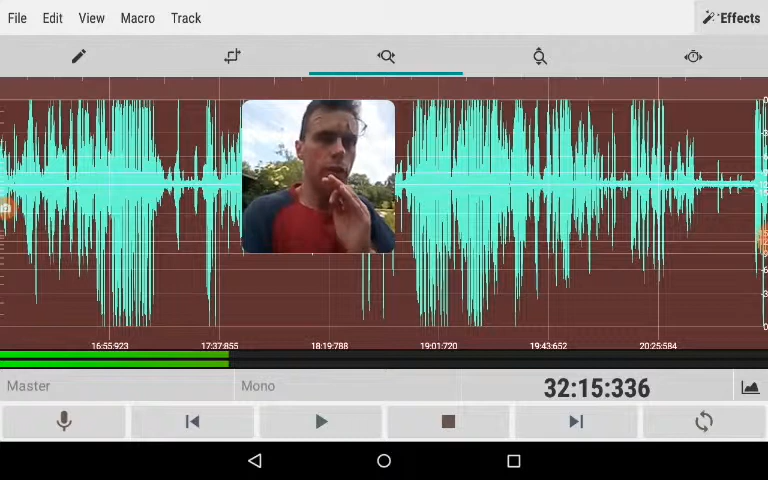 File Edit View Macro Track Effects
16:55:923 17:37:855 18:19:788 19:01:720 19:43:652 20:25:584
Master Mono 32:15:336